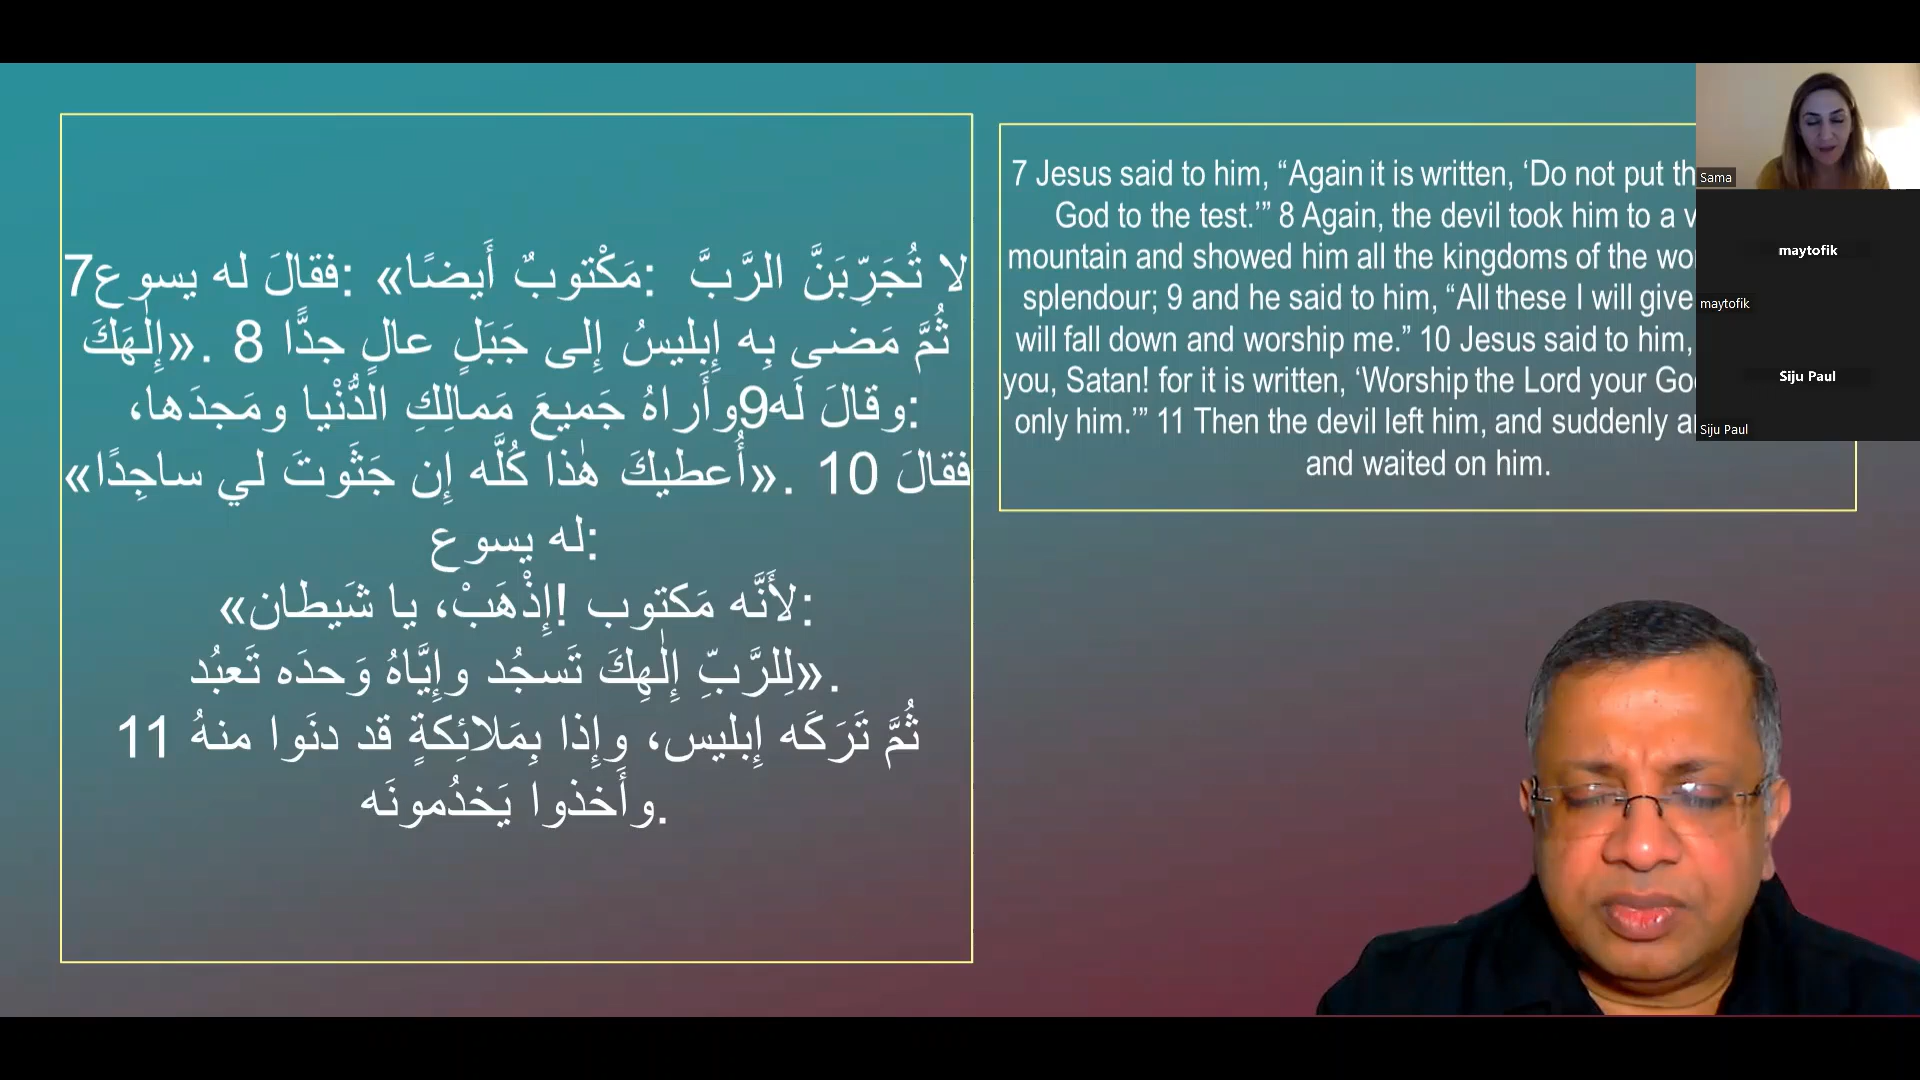 7فقالَ له يسوع: «مَكْتوبٌ أَيضًا: لا تُجَرِّبَنَّ الرَّبَّ
إِلٰهَكَ». 8 ثُمَّ مَضى بِه إِبليسُ إِلى جَبَلٍ عالٍ جدًّا
وأَراهُ جَميعَ مَمالِكِ الدُّنْيا ومَجدَها، 9وقالَ لَه:
«أُعطيكَ هٰذا كُلَّه إِن جَثَوتَ لي ساجِدًا». 10 فقالَ
له يسوع:
«إِذْهَبْ، يا شَيطان! لأَنَّه مَكتوب:
لِلرَّبِّ إِلٰهِكَ تَسجُد وإِيَّاهُ وَحدَه تَعبُد».
11 ثُمَّ تَرَكَه إِبليس، وإِذا بِمَلائِكةٍ قد دنَوا منهُ
وأَخذوا يَخدُمونَه.
7 Jesus said to him, “Again it is written, ‘Do not put
God to the test.’” 8 Again, the devil took him to a
mountain and showed him all the kingdoms of the
splendour; 9 and he said to him, “All these I will give
will fall down and worship me.” 10 Jesus said to him,
you, Satan! for it is written, ‘Worship the Lord your
only him.’” 11 Then the devil left him, and suddenly
and waited on him.
Sama
maytofik
maytofik
Siju Paul
Siju Paul